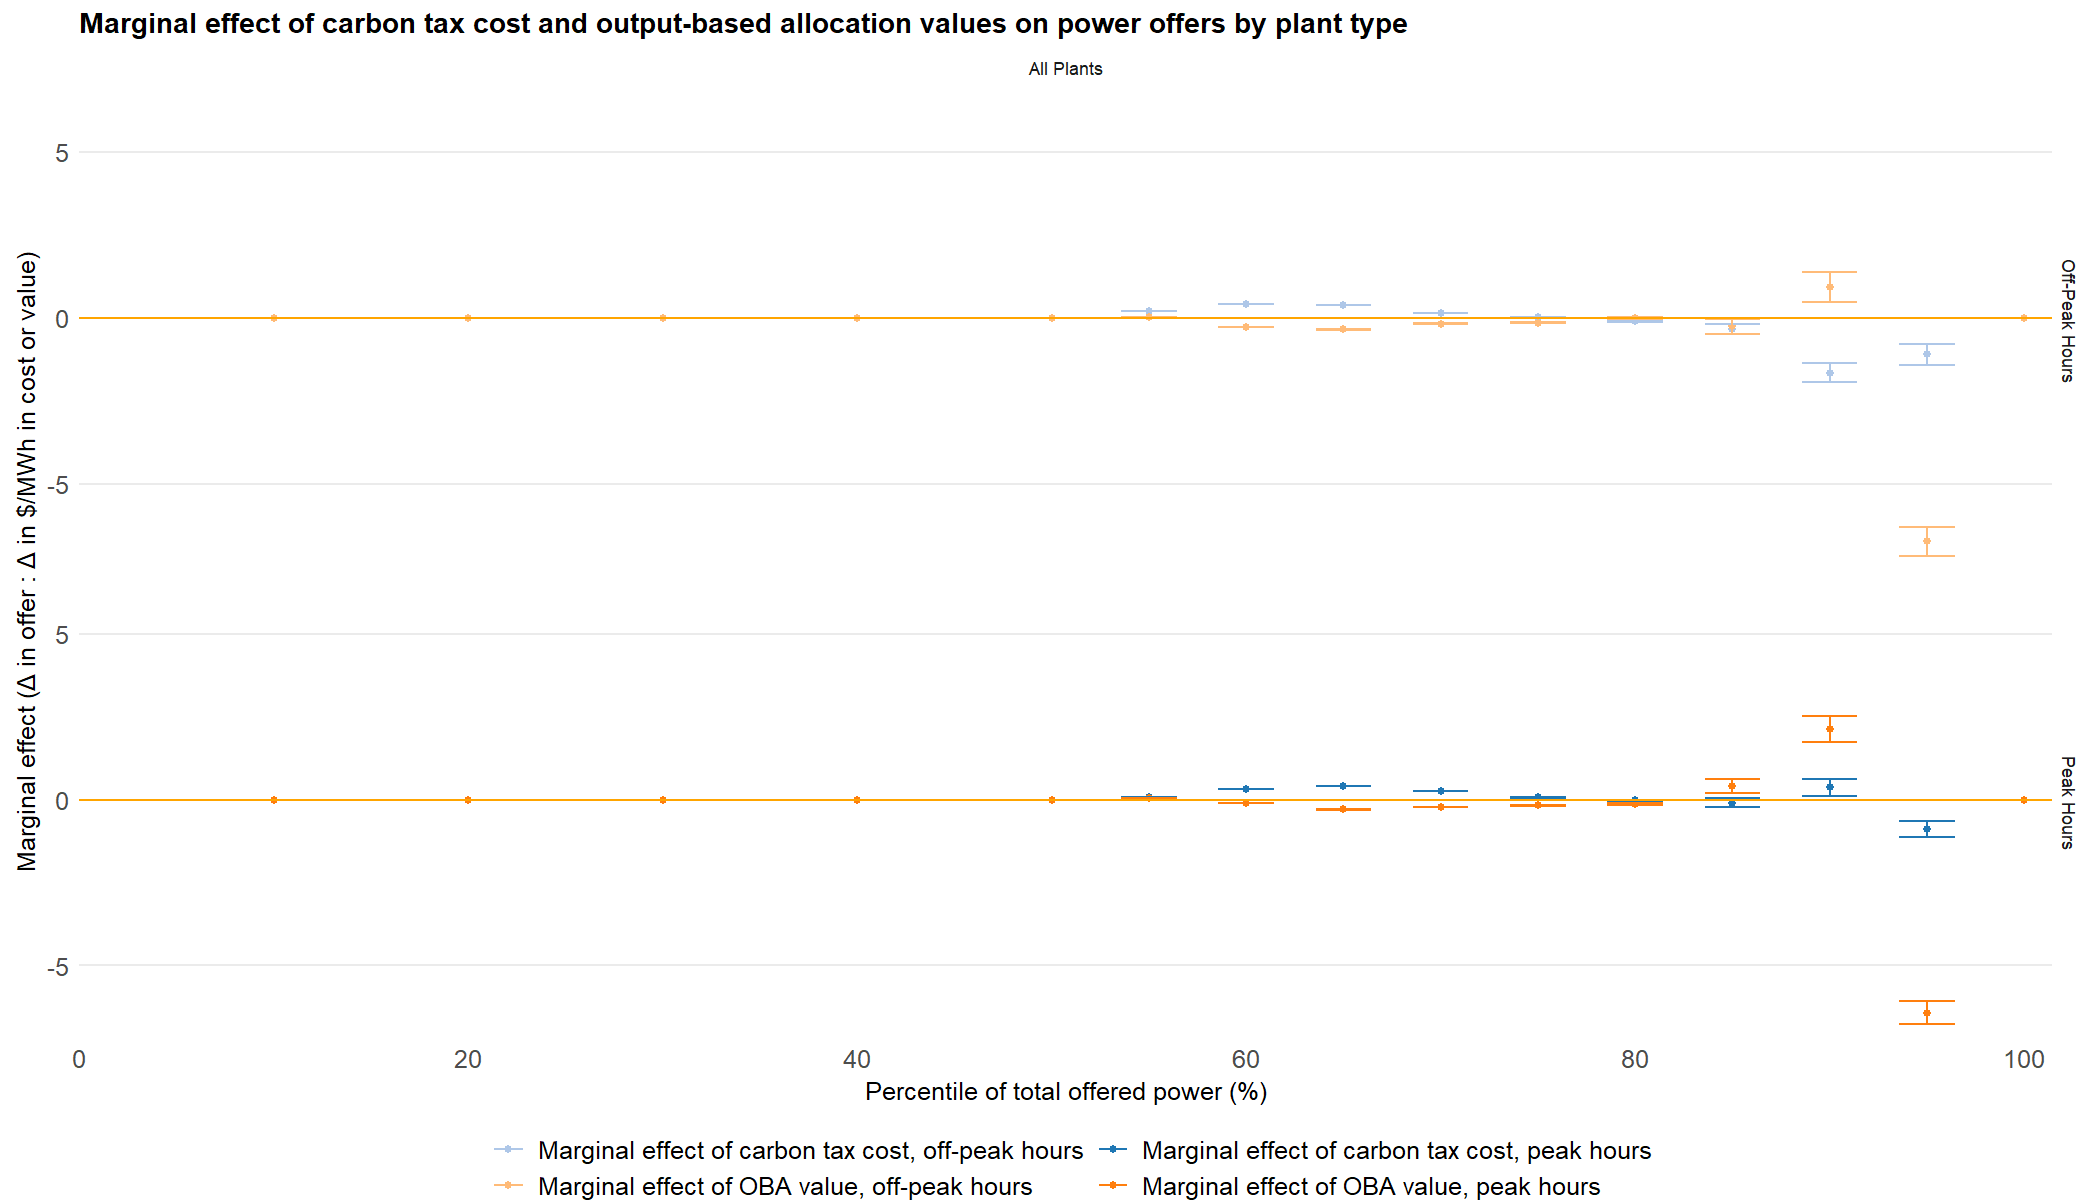 Marginal effect of carbon tax cost and output-based allocation values on power offers by plant type
All Plants
Marginal effect (Δ in offer : Δ in $/MWh in cost or value)
5
0
-5
Off-Peak Hours
5
0
-5
Peak Hours
0 20 40 60 80 100
Percentile of total offered power (%)
Marginal effect of carbon tax cost, off-peak hours
Marginal effect of carbon tax cost, peak hours
Marginal effect of OBA value, off-peak hours
Marginal effect of OBA value, peak hours